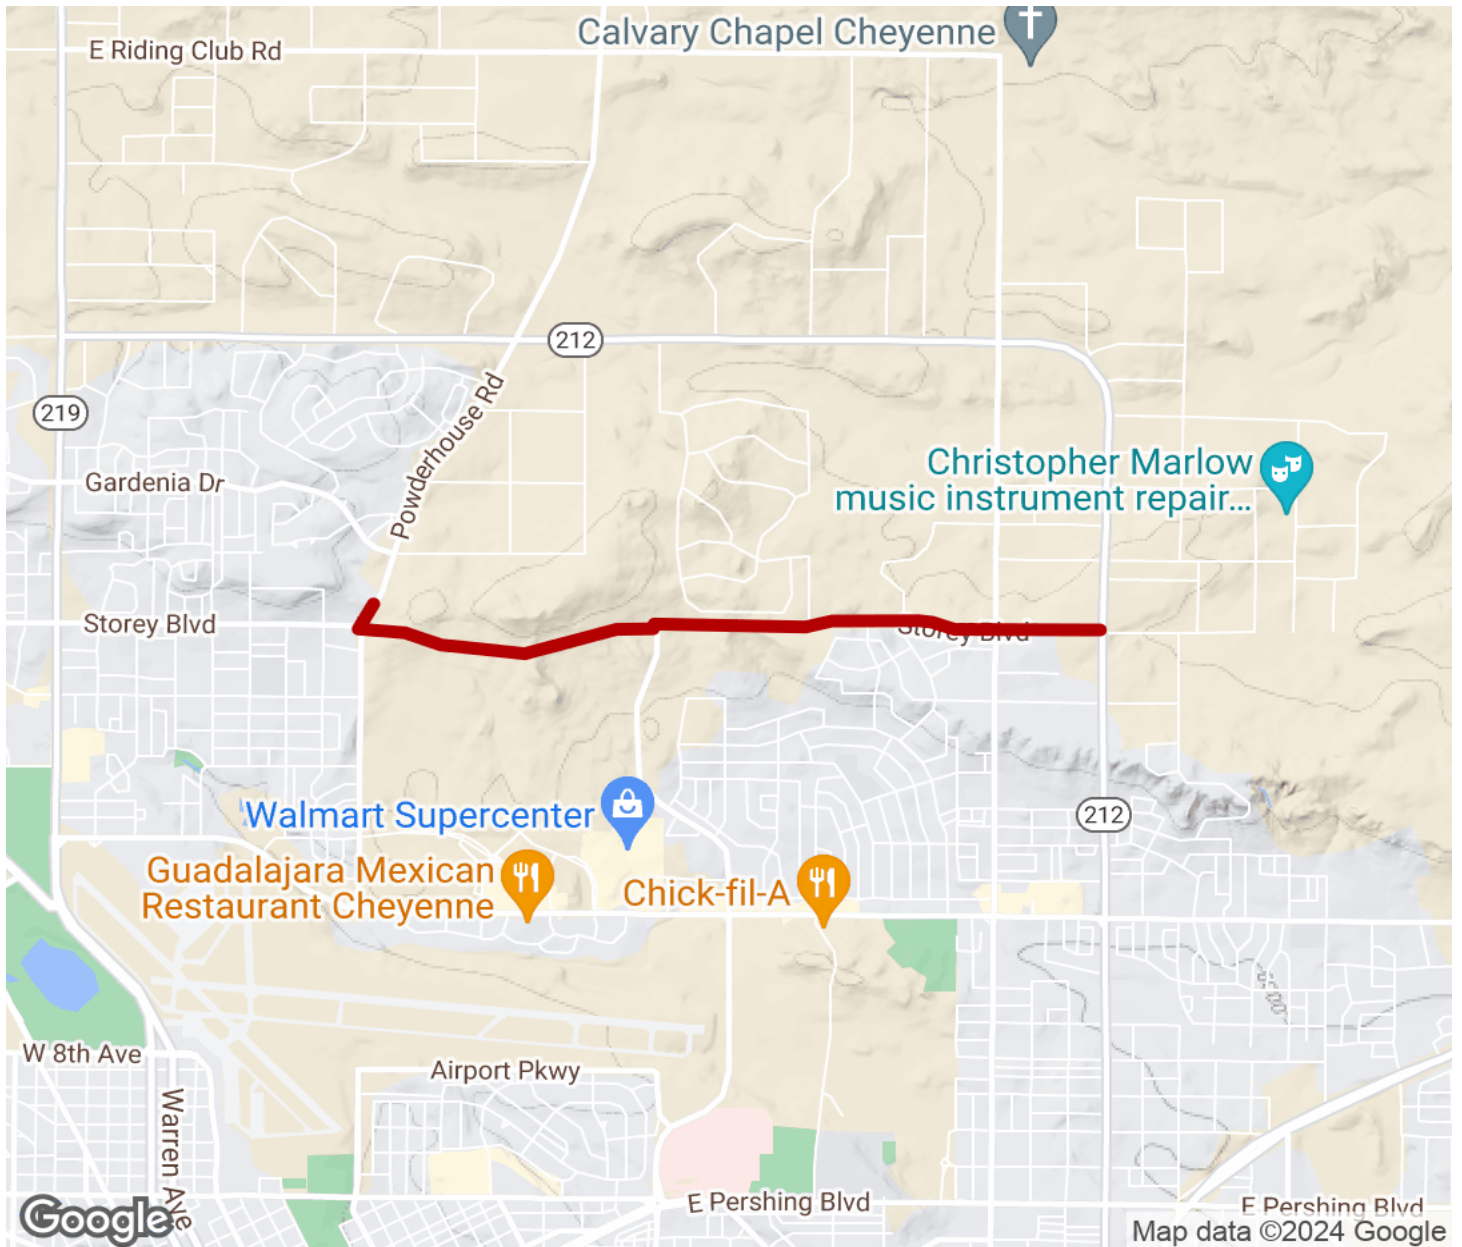 Calvary Chapel Cheyenne
E Riding Club Rd
212
219
Powderhouse Rd
Gardenia Dr
Christopher Marlow
music instrument repair...
Storey Blvd
Storey Blvd
Walmart Supercenter
212
Guadalajara Mexican
Restaurant Cheyenne
Chick-fil-A
W 8th Ave
Airport Pkwy
Warren Ave
E Pershing Blvd
E Pershing Blvd
Google
Map data ©2024 Google